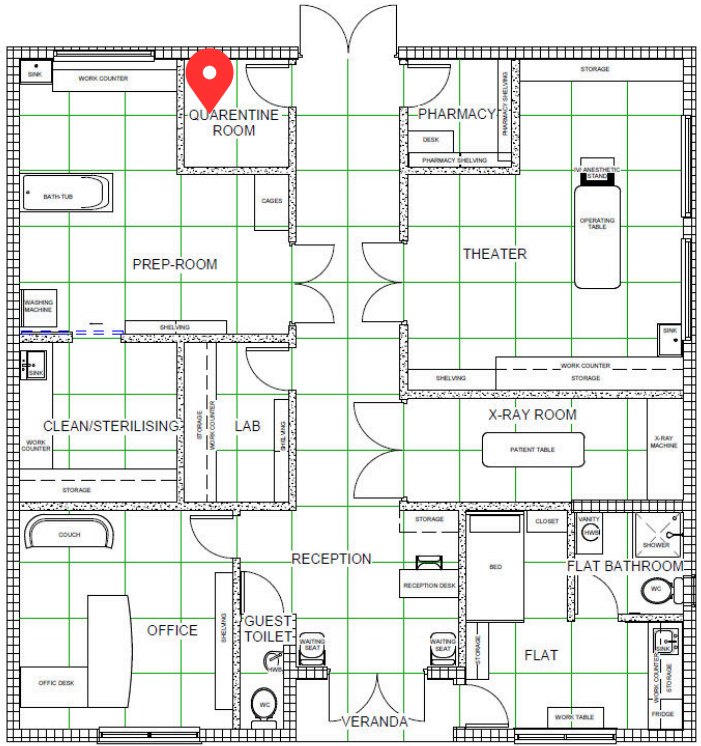 SINK
WORK COUNTER
QUARENTINE
ROOM
PHARMACY
DESK
PHARMACY SHELVING
PHARMACY SHELVING
STORAGE
IV/ ANESTHETIC
STAND
OPERATING
TABLE
THEATER
BATH-TUB
CAGES
PREP-ROOM
WASHING
MACHINE
SHELVING
SINK
WORK COUNTER
STORAGE
SHELVING
SINK
CLEAN/STERILISING
WORK
COUNTER
STORAGE
STORAGE
WORK COUNTER
LAB
SHELVING
X-RAY ROOM
PATIENT TABLE
X-RAY
MACHINE
COUCH
OFFICE
OFFIC DESK
SHELVING
RECEPTION
STORAGE
RECEPTION DESK
GUEST
TOILET
HWB
WC
WAITING
SEAT
WAITING
SEAT
VERANDA
CLOSET
BED
VANITY
HWB
SHOWER
FLAT BATHROOM
WC
STORAGE
FLAT
SINK
WORK COUNTER
STORAGE
FRIDGE
WORK TABLE